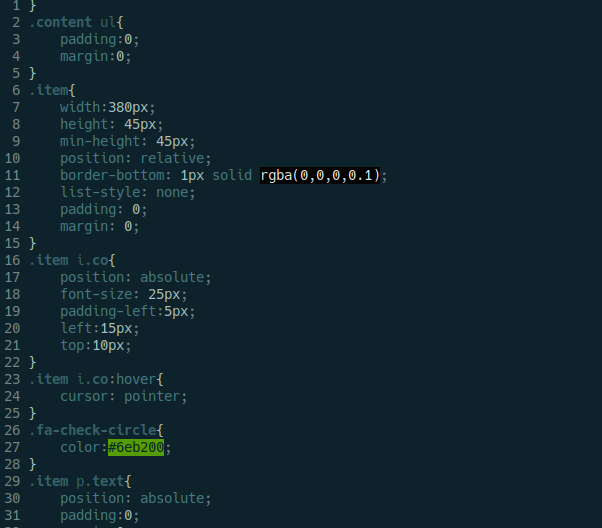 1 }
2 .content ul{
3     padding:0;
4     margin:0;
5 }
6 .item{
7     width:380px;
8     height: 45px;
9     min-height: 45px;
10     position: relative;
11     border-bottom: 1px solid rgba(0,0,0,0.1);
12     list-style: none;
13     padding: 0;
14     margin: 0;
15 }
16 .item i.co{
17     position: absolute;
18     font-size: 25px;
19     padding-left:5px;
20     left:15px;
21     top:10px;
22 }
23 .item i.co:hover{
24     cursor: pointer;
25 }
26 .fa-check-circle{
27     color:#6eb200;
28 }
29 .item p.text{
30     position: absolute;
31     padding:0;